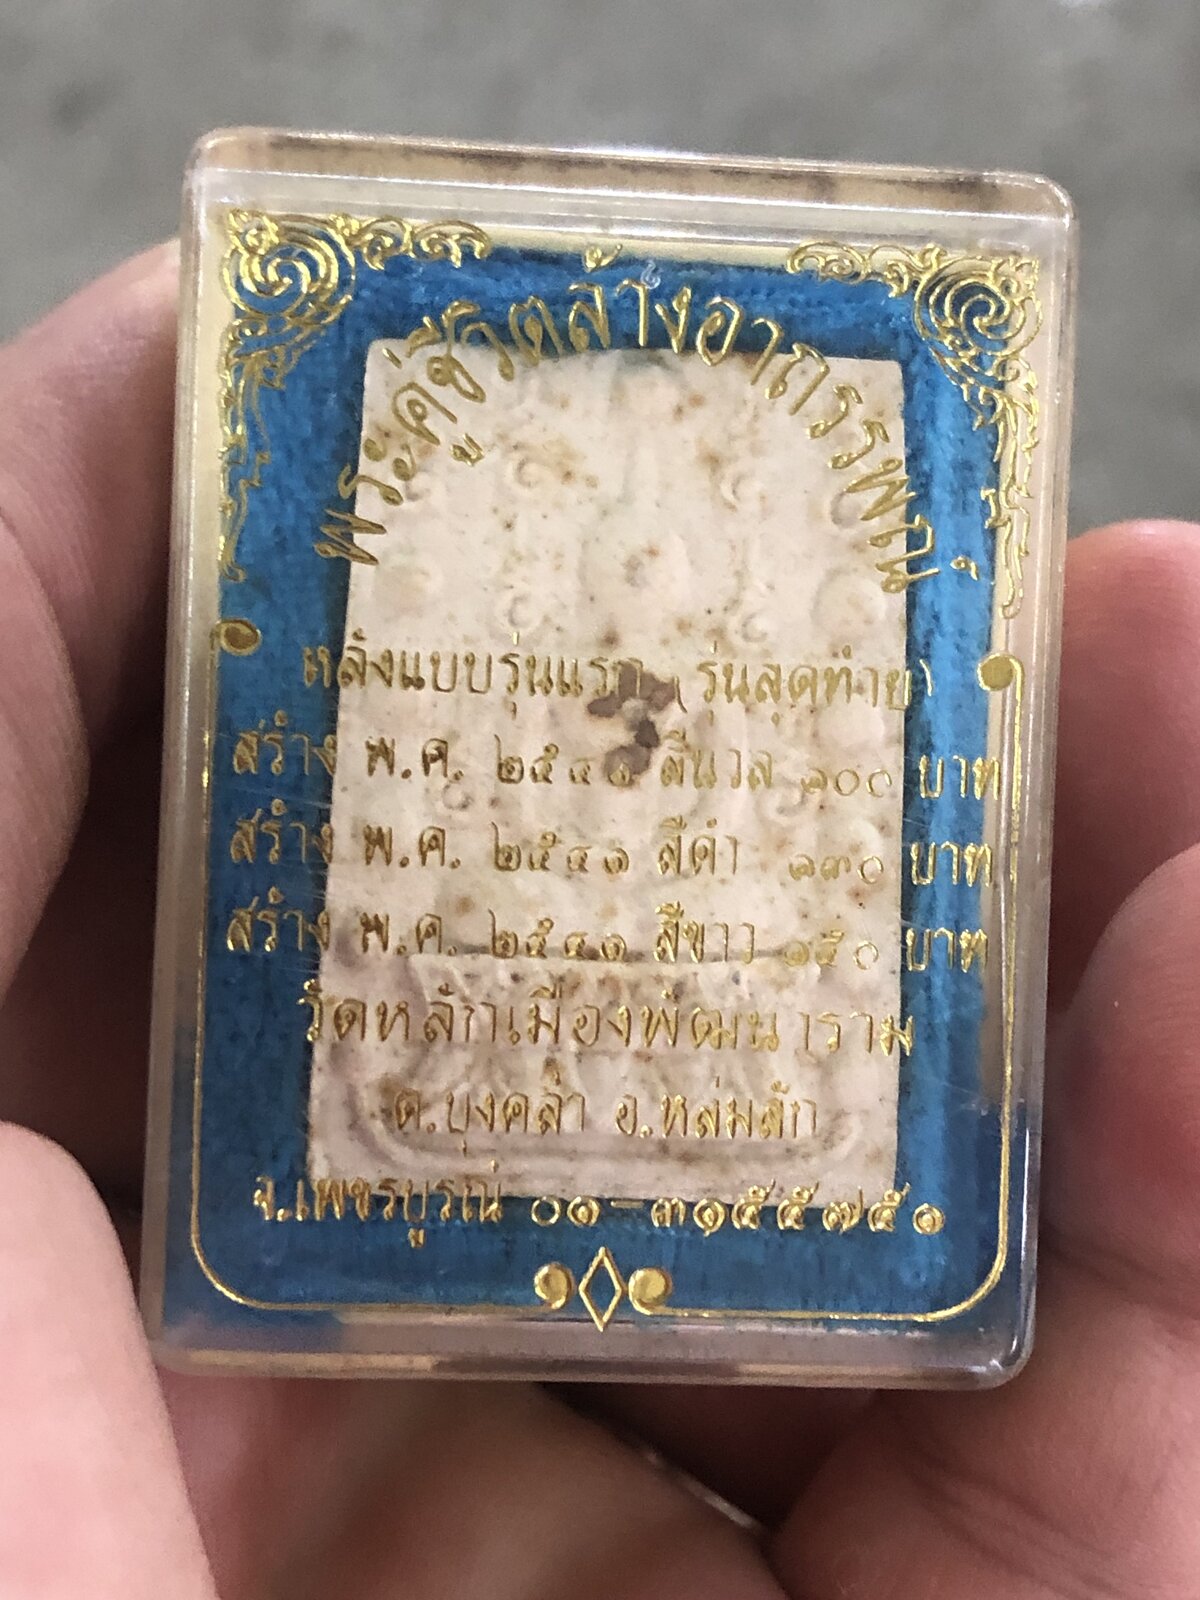 พระคู่ชีวิตล้างอาถรรพณ์
หลังแบบรุ่นแรก (รุ่นสุดท้าย)
สร้าง พ.ศ. ๒๕๔๑ สีนวล ๑๐๐ บาท
สร้าง พ.ศ. ๒๕๔๑ สีดำ ๑๓๐ บาท
สร้าง พ.ศ. ๒๕๔๑ สีขาว ๑๕๐ บาท
วัดหลักเมืองพัฒนาราม
ต.บุ่งคล้า อ.หล่มสัก
จ.เพชรบูรณ์ ๐๑-๓๑๕๕๗๕๑